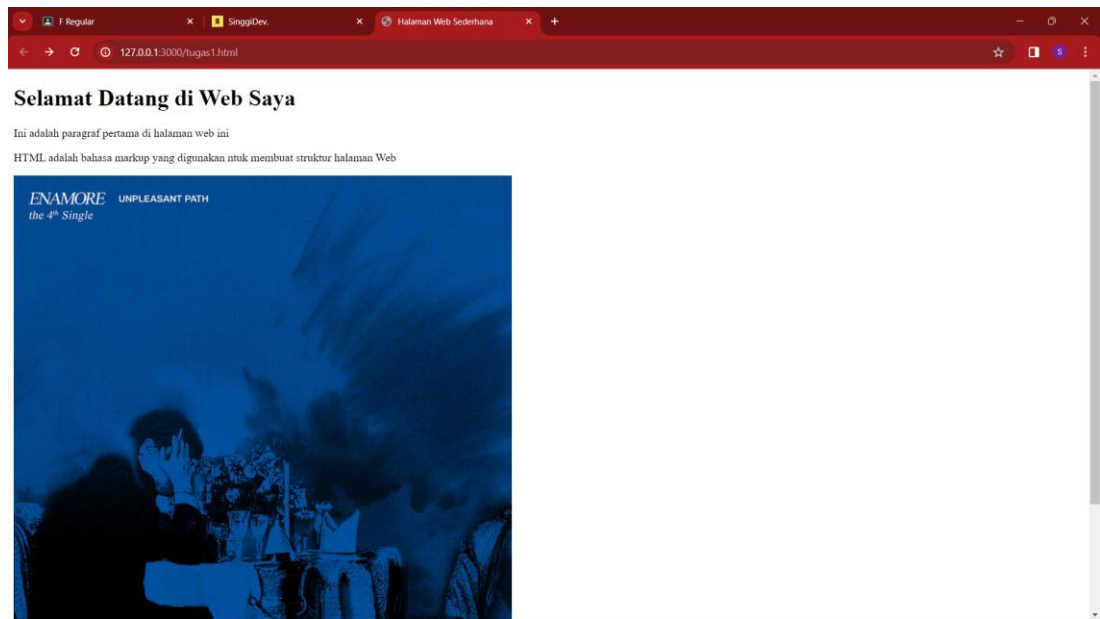 F Regular
SinggiDev.
Halaman Web Sederhana
127.0.0.1:3000/tugas1.html
S
Selamat Datang di Web Saya
Ini adalah paragraf pertama di halaman web ini
HTML adalah bahasa markup yang digunakan ntuk membuat struktur halaman Web
ENAMORE UNPLEASANT PATH
the 4th Single